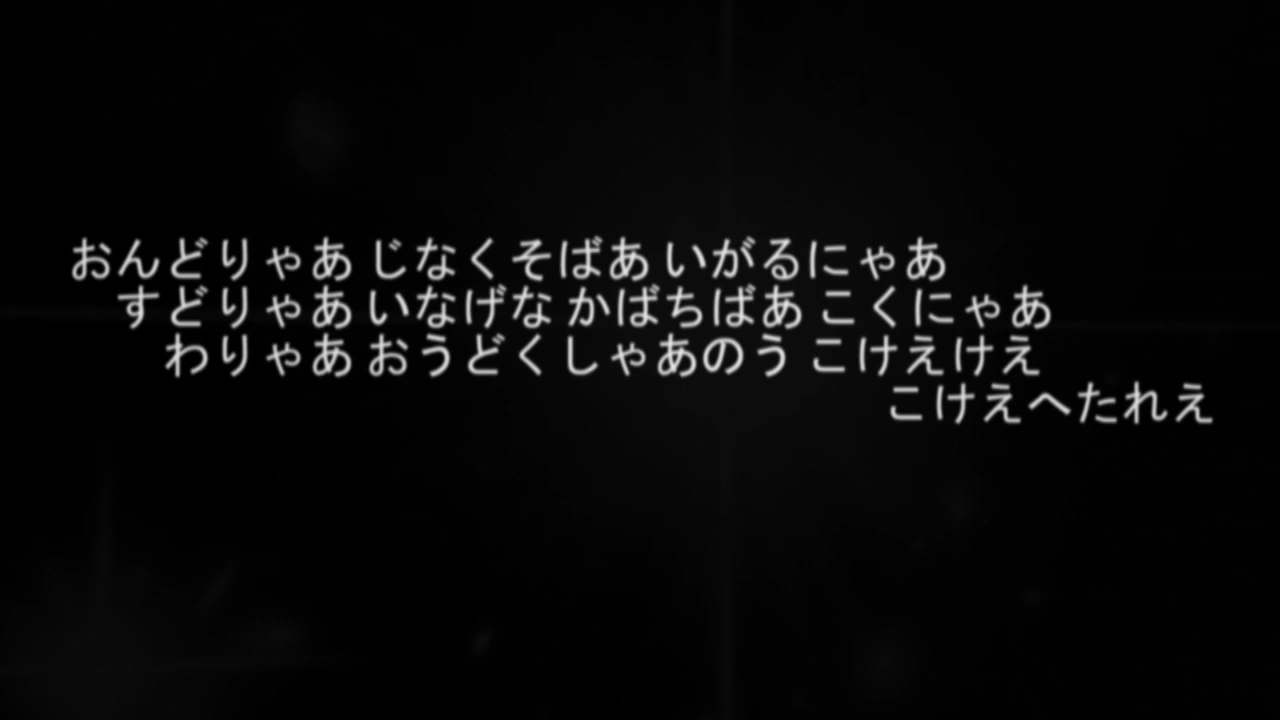 おんどりゃあ じなくそばあ いがるにゃあ
すどりゃあ いなげな かばちばあ こくにゃあ
わりゃあ おうどくしゃあのう こけえけえ
こけえへたれえ